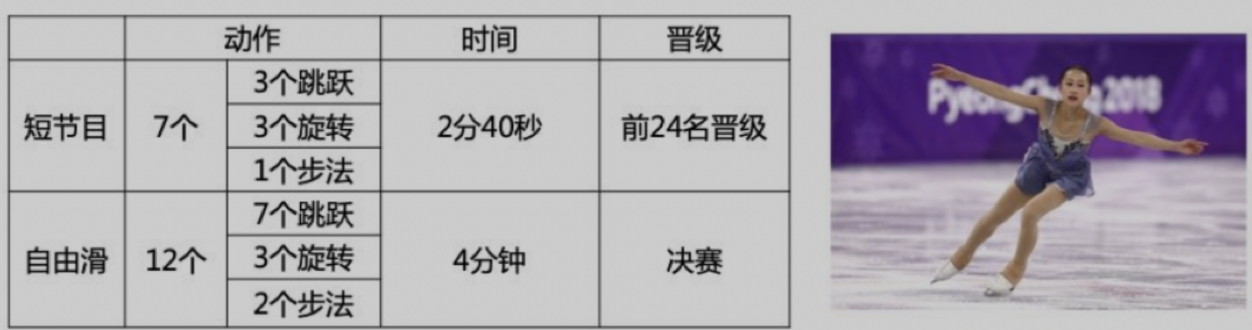 动作 时间 晋级
短节目 7个 3个跳跃 2分40秒 前24名晋级
3个旋转
1个步法
自由滑 12个 7个跳跃 4分钟 决赛
3个旋转
2个步法
PyeongChang 2018